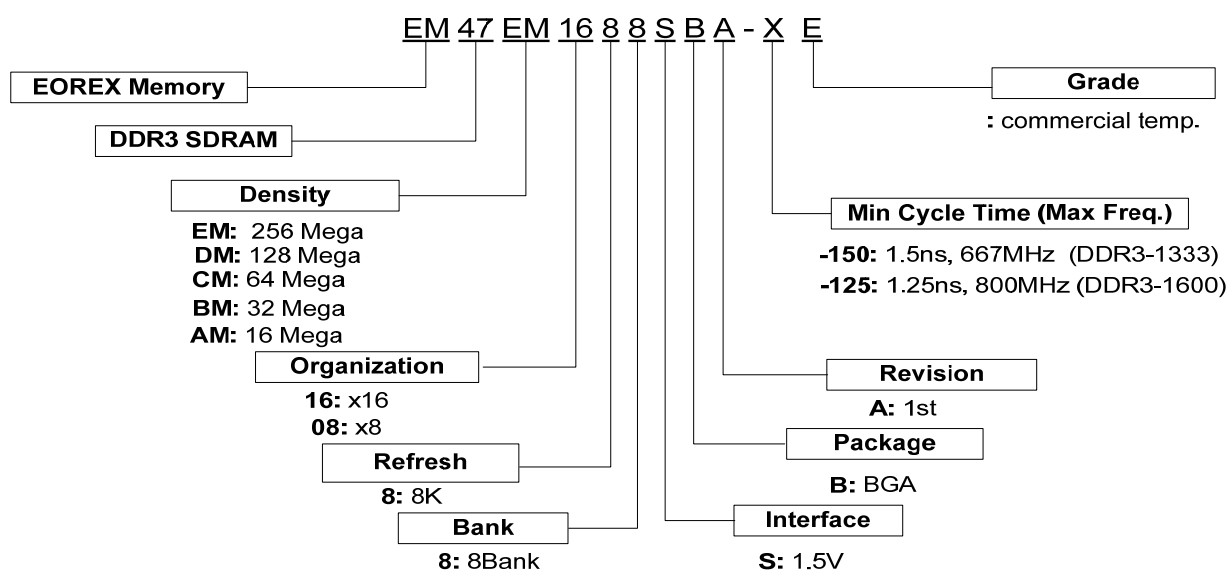 EM 47 EM 16 8 8 S B A - X E
EOREX Memory
DDR3 SDRAM
Density
EM: 256 Mega
DM: 128 Mega
CM: 64 Mega
BM: 32 Mega
AM: 16 Mega
Organization
16: x16
08: x8
Refresh
8: 8K
Bank
8: 8Bank
Grade
: commercial temp.
Min Cycle Time (Max Freq.)
-150: 1.5ns, 667MHz (DDR3-1333)
-125: 1.25ns, 800MHz (DDR3-1600)
Revision
A: 1st
Package
B: BGA
Interface
S: 1.5V